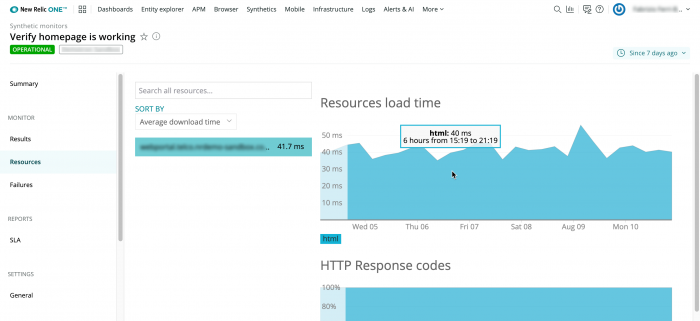 New Relic ONE™
Dashboards Entity explorer APM Browser Synthetics Mobile Infrastructure Logs Alerts & AI More
Synthetic monitors
Verify homepage is working
OPERATIONAL
Since 7 days ago
Summary
MONITOR
Results
Resources
Failures
REPORTS
SLA
SETTINGS
General
Search all resources...
SORT BY
Average download time
41.7 ms
Resources load time
html: 40 ms
6 hours from 15:19 to 21:19
50 ms
40 ms
30 ms
20 ms
10 ms
Wed 05 Thu 06 Fri 07 Sat 08 Aug 09 Mon 10
html
HTTP Response codes
100%
80%